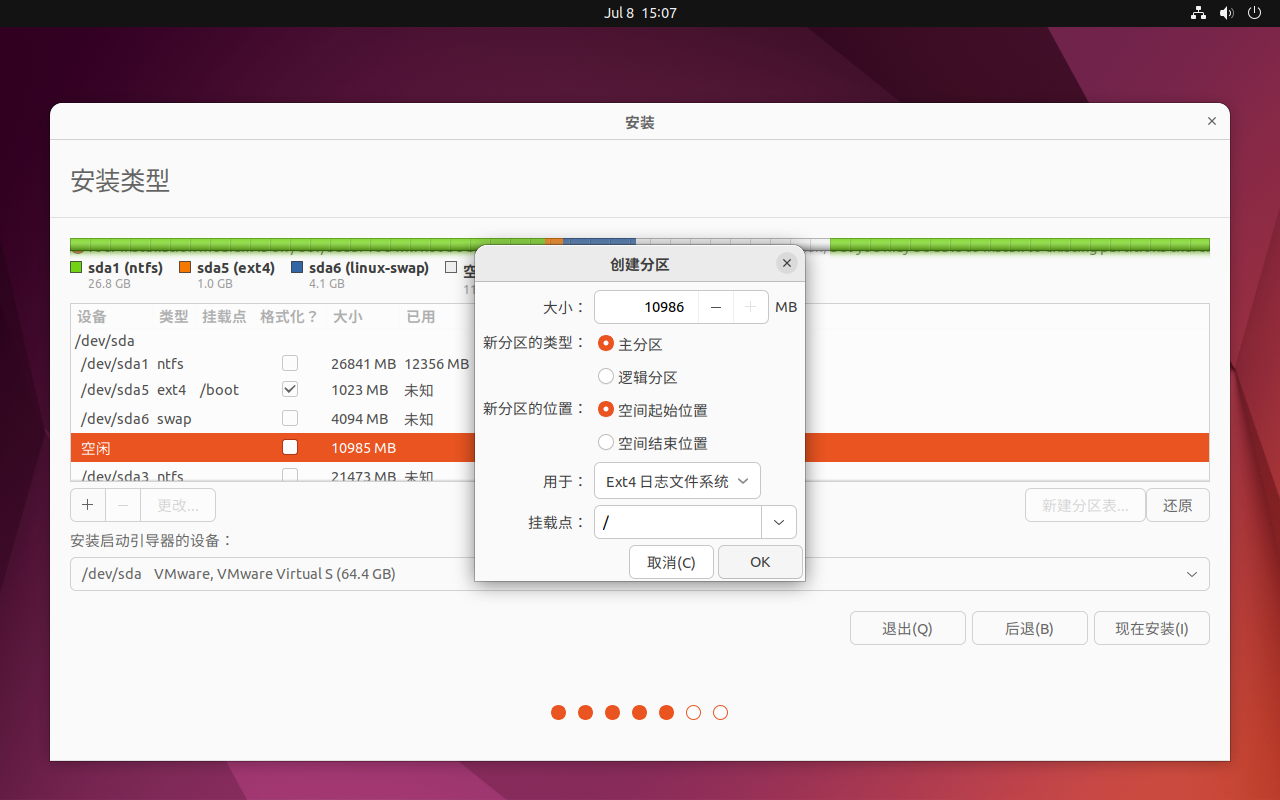 Jul 8 15:07
安装
安装类型
sda1 (ntfs)
26.8 GB
sda5 (ext4)
1.0 GB
sda6 (linux-swap)
4.1 GB
设备 类型 挂载点 格式化？ 大小 已用
/dev/sda
/dev/sda1 ntfs 26841 MB 12356 MB
/dev/sda5 ext4 /boot 1023 MB 未知
/dev/sda6 swap 4094 MB 未知
空闲 10985 MB
/dev/sda3 ntfs 21473 MB 未知
+ − 更改...
新建分区表... 还原
安装启动引导器的设备：
/dev/sda VMware, VMware Virtual S (64.4 GB)
退出(Q) 后退(B) 现在安装(I)
创建分区
大小： 10986 − + MB
新分区的类型： 主分区
逻辑分区
新分区的位置： 空间起始位置
空间结束位置
用于： Ext4 日志文件系统
挂载点： /
取消(C) OK